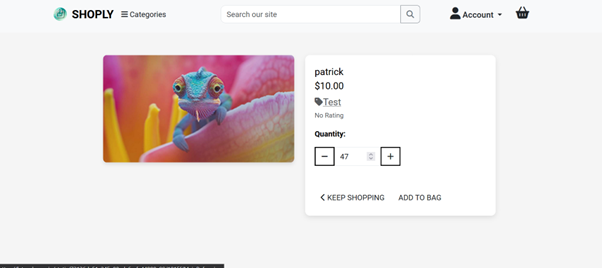 SHOPLY Categories Search our site Account
patrick
$10.00
Test
No Rating
Quantity:
− 47 +
KEEP SHOPPING ADD TO BAG